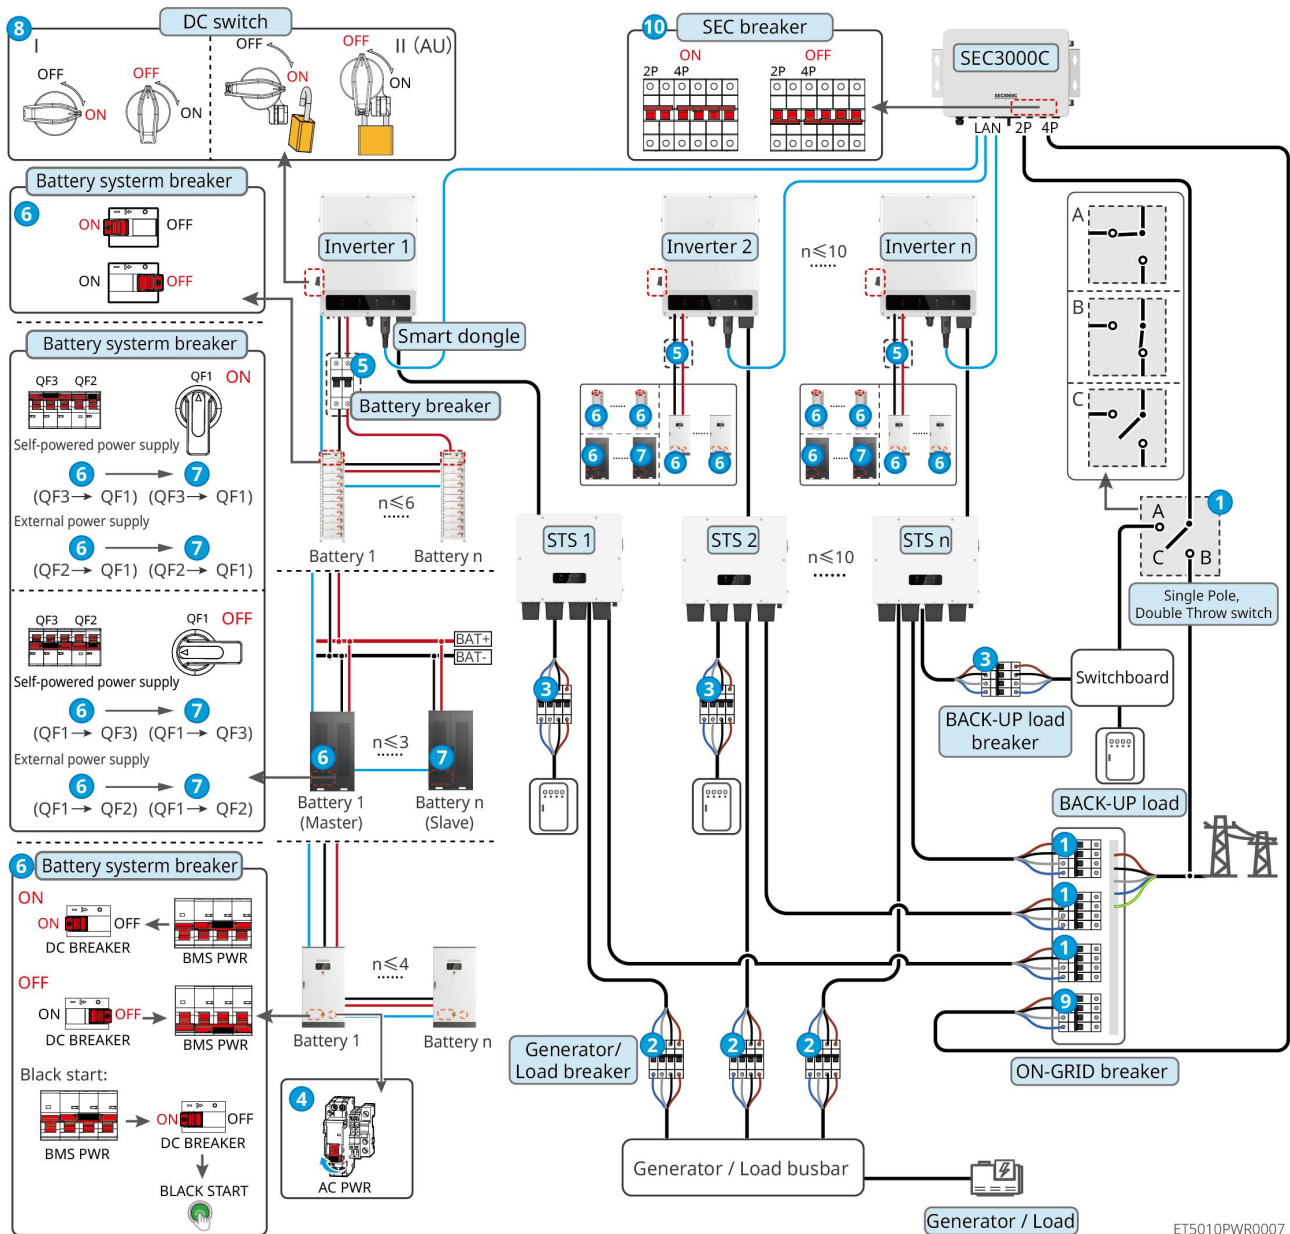 8
DC switch
I
OFF
ON
OFF
ON
OFF
ON
OFF
ON
II (AU)
10
SEC breaker
ON
OFF
2P 4P
2P 4P
SEC3000C
SEC3000C
LAN 2P 4P
Battery systerm breaker
6
ON
OFF
ON
OFF
Inverter 1
Inverter 2
n≤10
......
Inverter n
Smart dongle
5
Battery breaker
5
5
A
B
C
Battery systerm breaker
QF3 QF2
QF1
ON
Self-powered power supply
6 7
(QF3→ QF1) (QF3→ QF1)
External power supply
6 7
(QF2→ QF1) (QF2→ QF1)
QF3 QF2
QF1
OFF
Self-powered power supply
6 7
(QF1→ QF3) (QF1→ QF3)
External power supply
6 7
(QF1→ QF2) (QF1→ QF2)
n≤6
......
Battery 1
Battery n
6 ...... 6
6 ...... 7
6 6
6 ...... 6
6 ...... 7
6 6
STS 1
STS 2
n≤10
......
STS n
1
A
C
B
Single Pole,
Double Throw switch
BAT+
BAT-
6
n≤3
......
7
Battery 1
(Master)
Battery n
(Slave)
3
3
3
BACK-UP load
breaker
Switchboard
BACK-UP load
6
Battery systerm breaker
ON
ON
OFF
DC BREAKER
BMS PWR
OFF
ON
OFF
DC BREAKER
BMS PWR
Black start:
BMS PWR
ON
OFF
DC BREAKER
BLACK START
n≤4
......
Battery 1
Battery n
4
AC PWR
1
1
1
9
ON-GRID breaker
Generator/
Load breaker
2
2
2
Generator / Load busbar
Generator / Load
ET5010PWR0007